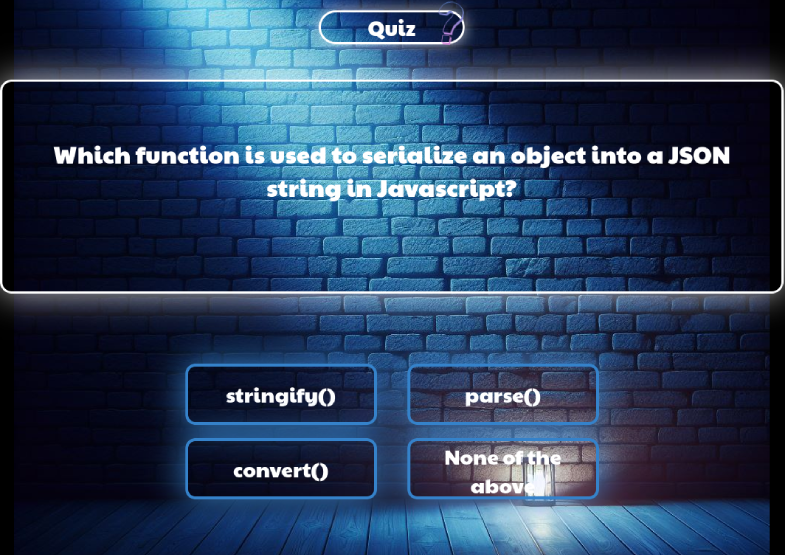 Quiz
Which function is used to serialize an object into a JSON
string in Javascript?
stringify()
parse()
convert()
None of the
above